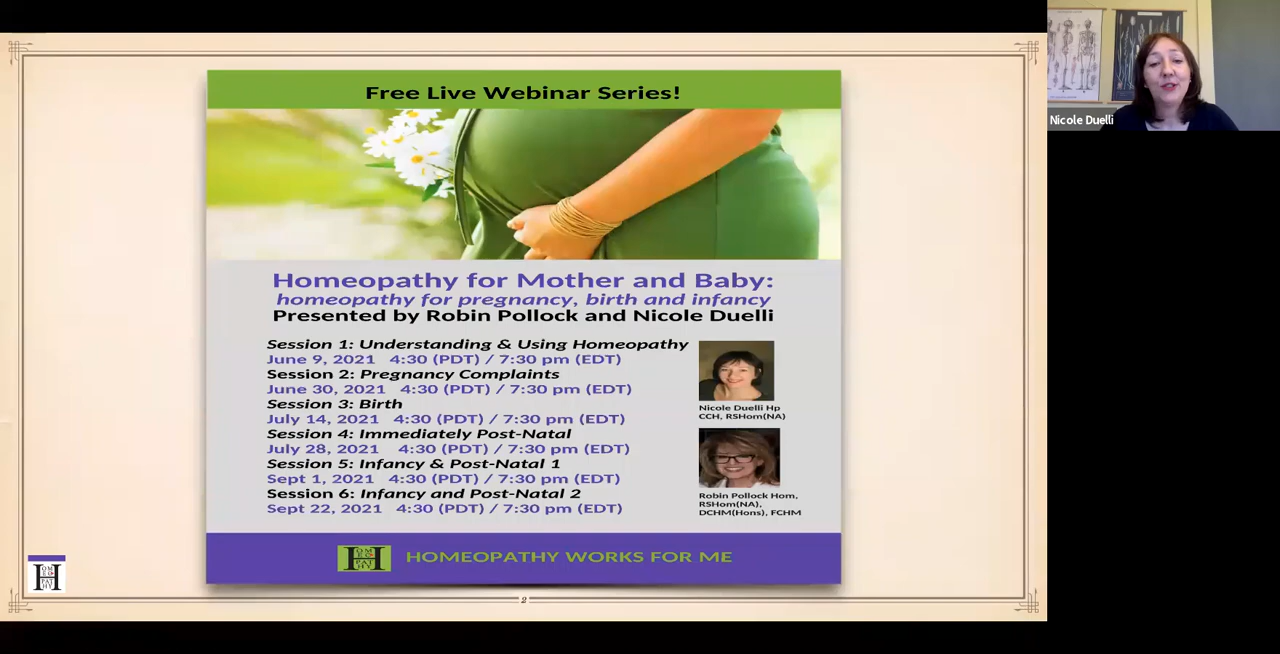 Free Live Webinar Series!
Homeopathy for Mother and Baby:
homeopathy for pregnancy, birth and infancy
Presented by Robin Pollock and Nicole Duelli
Session 1: Understanding & Using Homeopathy
June 9, 2021 4:30 (PDT) / 7:30 pm (EDT)
Session 2: Pregnancy Complaints
June 30, 2021 4:30 (PDT) / 7:30 pm (EDT)
Session 3: Birth
July 14, 2021 4:30 (PDT) / 7:30 pm (EDT)
Session 4: Immediately Post-Natal
July 28, 2021 4:30 (PDT) / 7:30 pm (EDT)
Session 5: Infancy & Post-Natal 1
Sept 1, 2021 4:30 (PDT) / 7:30 pm (EDT)
Session 6: Infancy and Post-Natal 2
Sept 22, 2021 4:30 (PDT) / 7:30 pm (EDT)
Nicole Duelli Hp
CCH, RSHom(NA)
Robin Pollock Hom,
RSHom(NA),
DCHM(Hons), FCHM
HOMEOPATHY WORKS FOR ME
2
Nicole Duelli